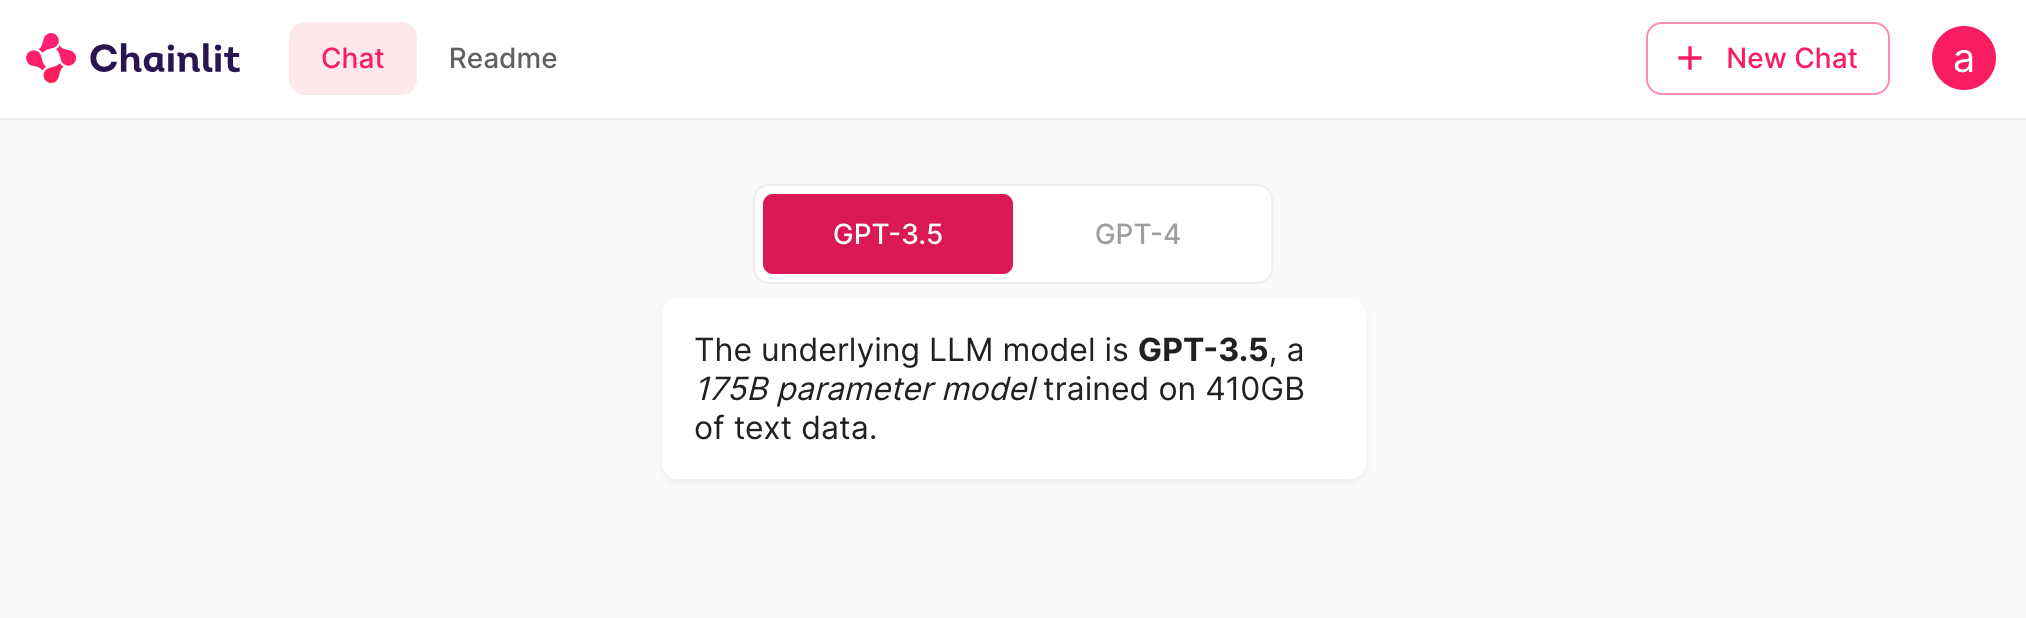 Chainlit
Chat
Readme
New Chat
a
GPT-3.5
GPT-4
The underlying LLM model is GPT-3.5, a
175B parameter model trained on 410GB
of text data.